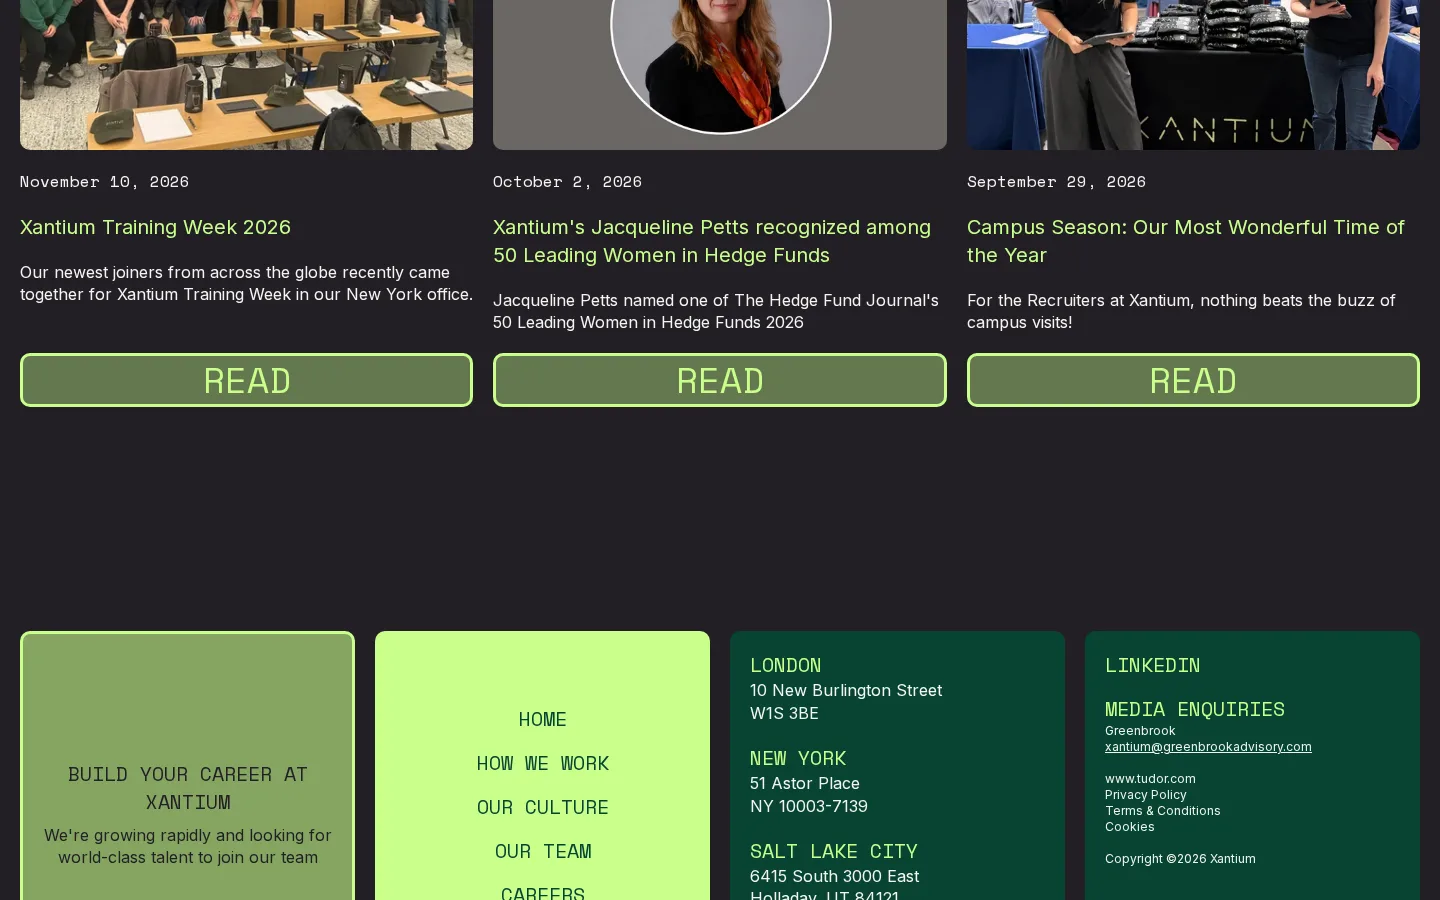 XANTIUM
November 10, 2026
Xantium Training Week 2026
Our newest joiners from across the globe recently came
together for Xantium Training Week in our New York office.
READ
October 2, 2026
Xantium's Jacqueline Petts recognized among
50 Leading Women in Hedge Funds
Jacqueline Petts named one of The Hedge Fund Journal's
50 Leading Women in Hedge Funds 2026
READ
September 29, 2026
Campus Season: Our Most Wonderful Time of
the Year
For the Recruiters at Xantium, nothing beats the buzz of
campus visits!
READ
BUILD YOUR CAREER AT
XANTIUM
We're growing rapidly and looking for
world-class talent to join our team
HOME
HOW WE WORK
OUR CULTURE
OUR TEAM
CAREERS
LONDON
10 New Burlington Street
W1S 3BE
NEW YORK
51 Astor Place
NY 10003-7139
SALT LAKE CITY
6415 South 3000 East
Holladay, UT 84121
LINKEDIN
MEDIA ENQUIRIES
Greenbrook
xantium@greenbrookadvisory.com
www.tudor.com
Privacy Policy
Terms & Conditions
Cookies
Copyright ©2026 Xantium